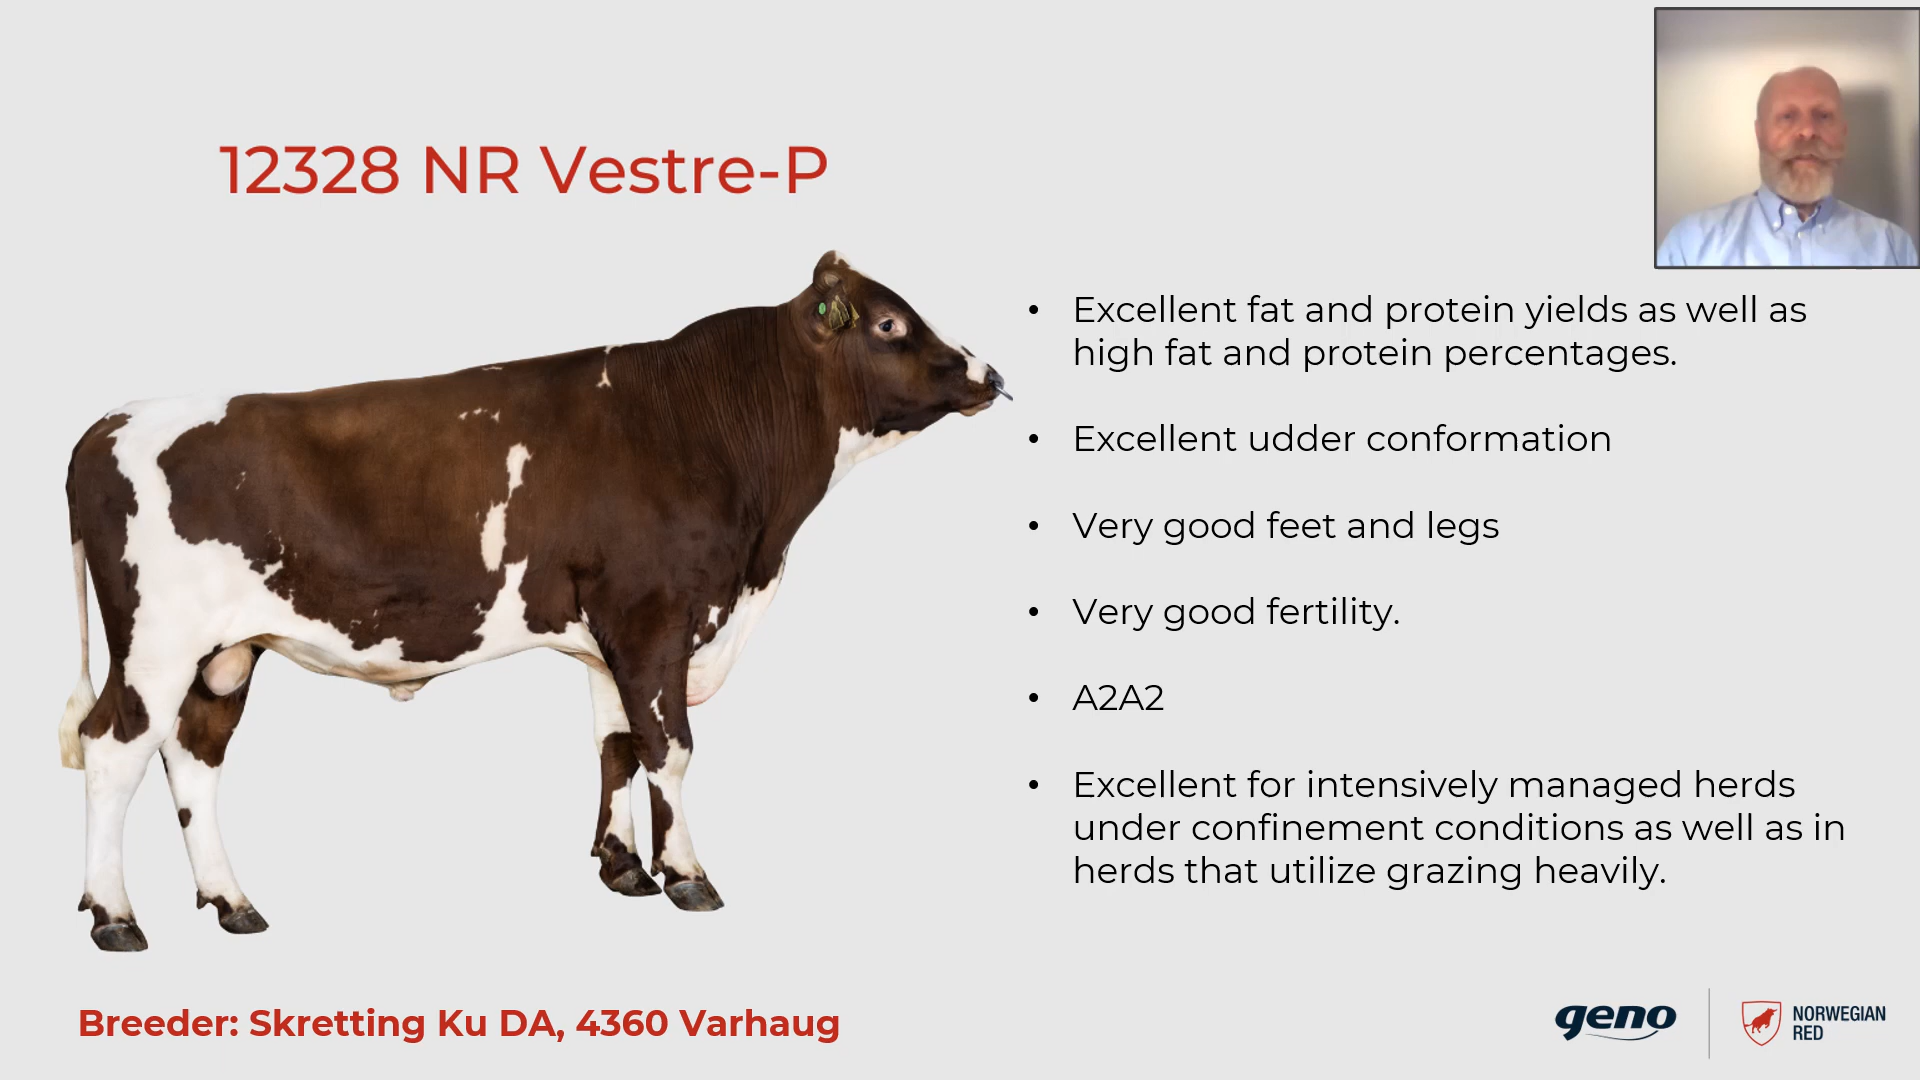 12328 NR Vestre-P
• Excellent fat and protein yields as well as
high fat and protein percentages.
• Excellent udder conformation
• Very good feet and legs
• Very good fertility.
• A2A2
• Excellent for intensively managed herds
under confinement conditions as well as in
herds that utilize grazing heavily.
Breeder: Skretting Ku DA, 4360 Varhaug
geno
NORWEGIAN
RED